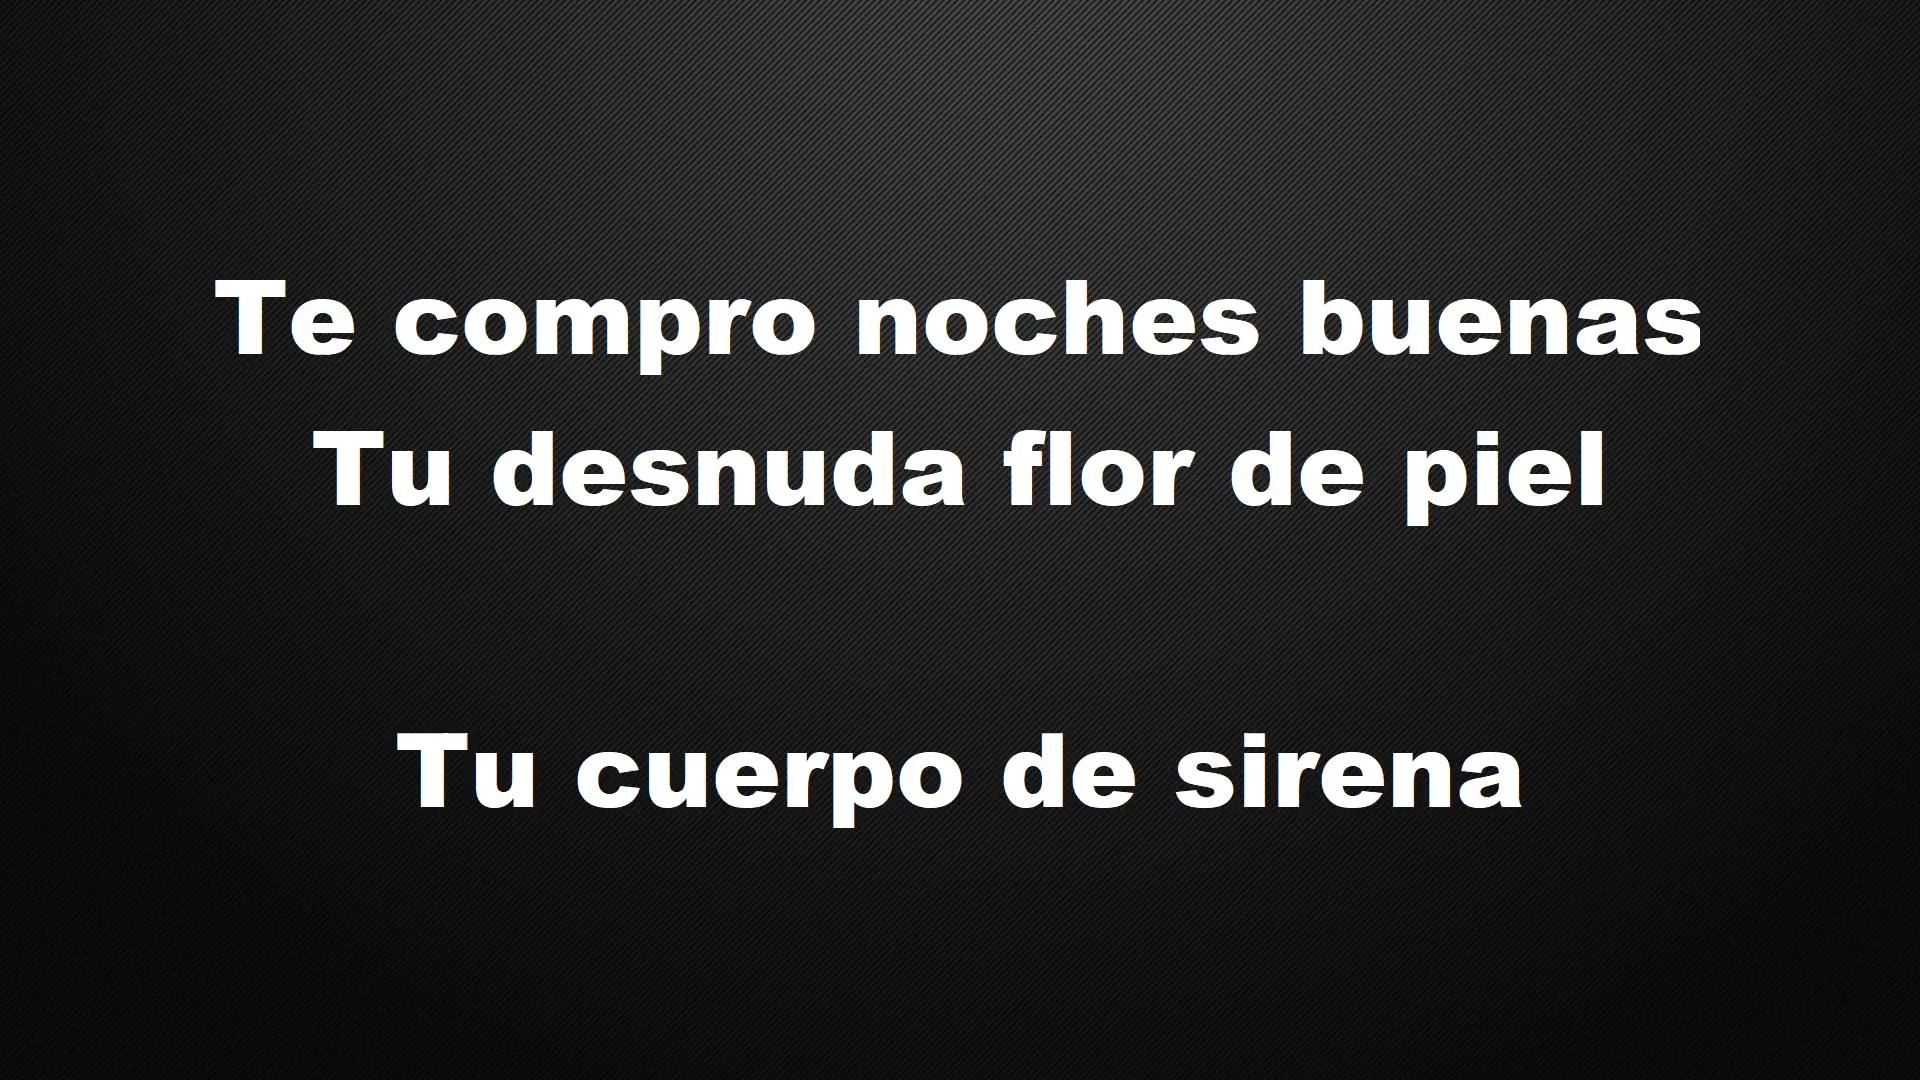 Te compro noches buenas
Tu desnuda flor de piel
Tu cuerpo de sirena